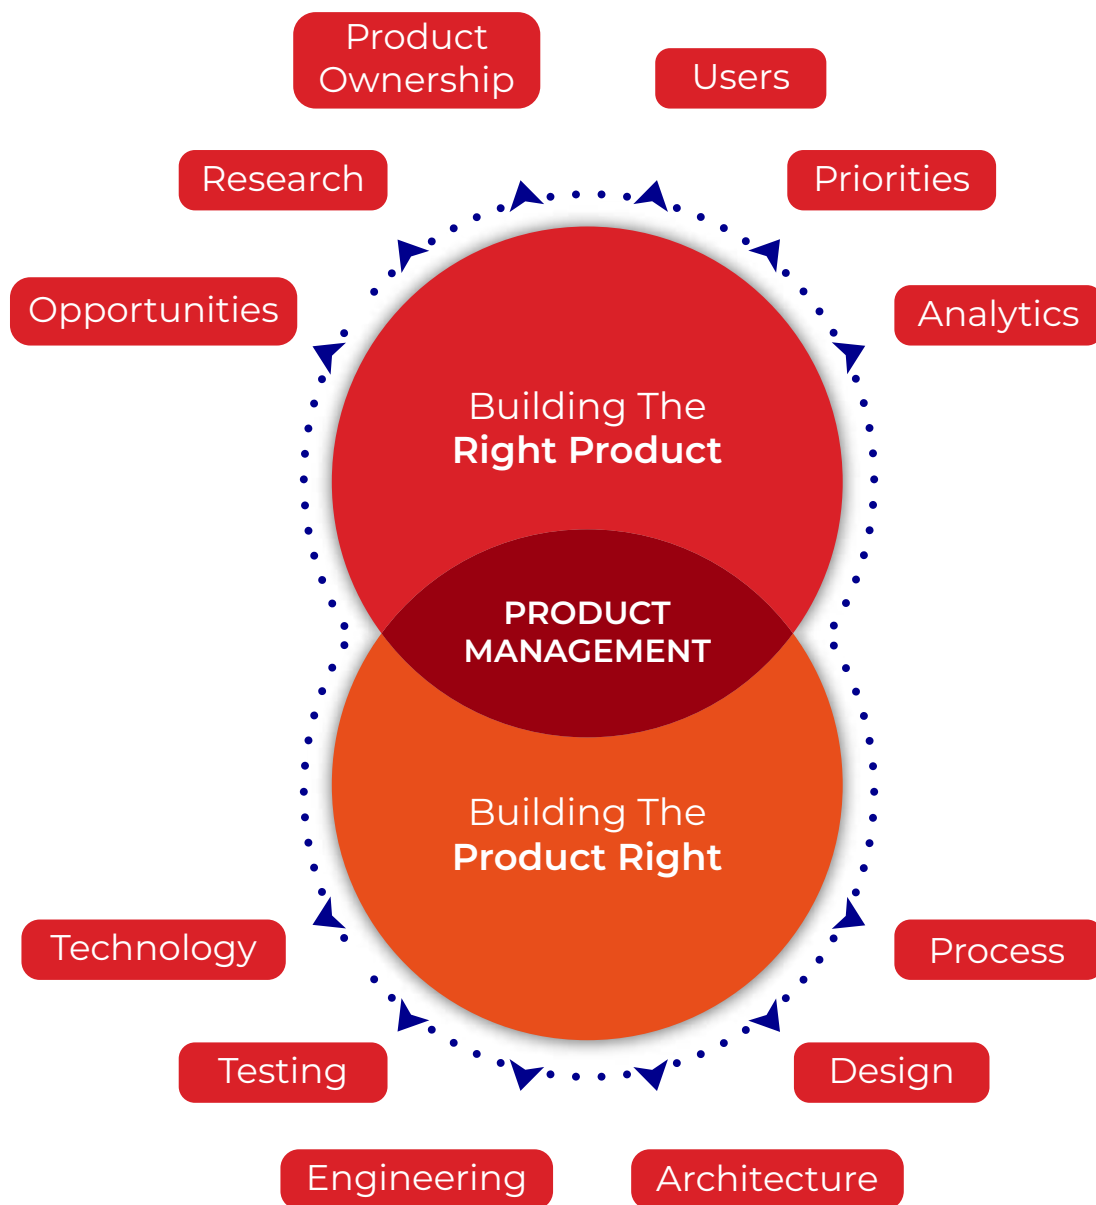 Product
Ownership
Users
Research
Priorities
Opportunities
Analytics
Building The
Right Product
PRODUCT
MANAGEMENT
Building The
Product Right
Technology
Process
Testing
Design
Engineering
Architecture